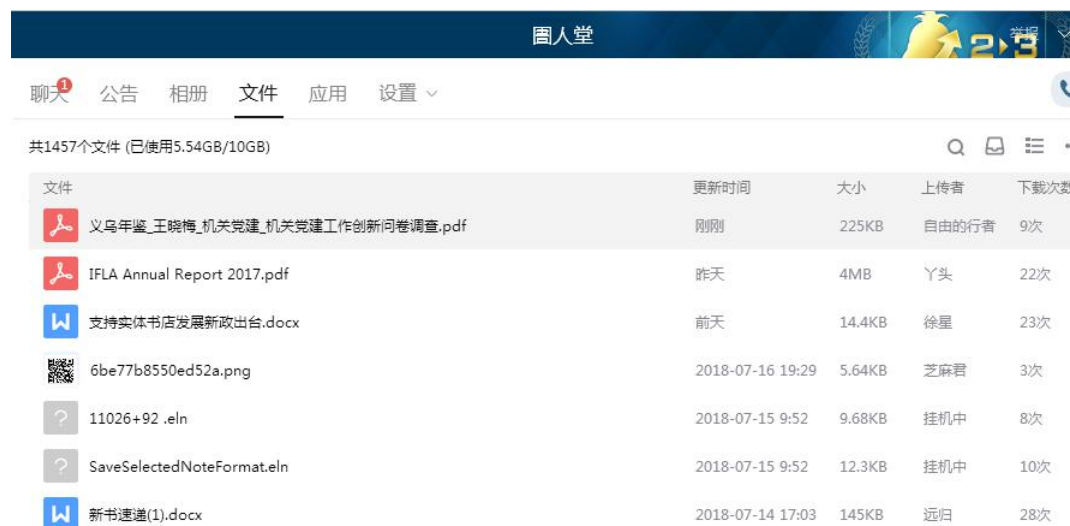 圕人堂
举报
2 3
聊天 1 公告 相册 文件 应用 设置
共1457个文件 (已使用5.54GB/10GB)
文件 更新时间 大小 上传者 下载次数
义乌年鉴_王晓梅_机关党建_机关党建工作创新问卷调查.pdf 刚刚 225KB 自由的行者 9次
IFLA Annual Report 2017.pdf 昨天 4MB 丫头 22次
支持实体书店发展新政出台.docx 前天 14.4KB 徐星 23次
6be77b8550ed52a.png 2018-07-16 19:29 5.64KB 芝麻君 3次
11026+92 .eln 2018-07-15 9:52 9.68KB 挂机中 8次
SaveSelectedNoteFormat.eln 2018-07-15 9:52 12.3KB 挂机中 10次
新书速递(1).docx 2018-07-14 17:03 145KB 远归 28次